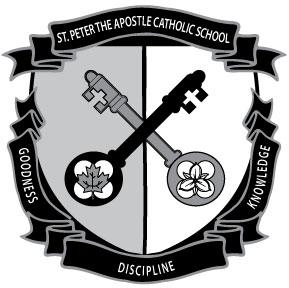 ST. PETER THE APOSTLE CATHOLIC SCHOOL
GOODNESS
DISCIPLINE
KNOWLEDGE